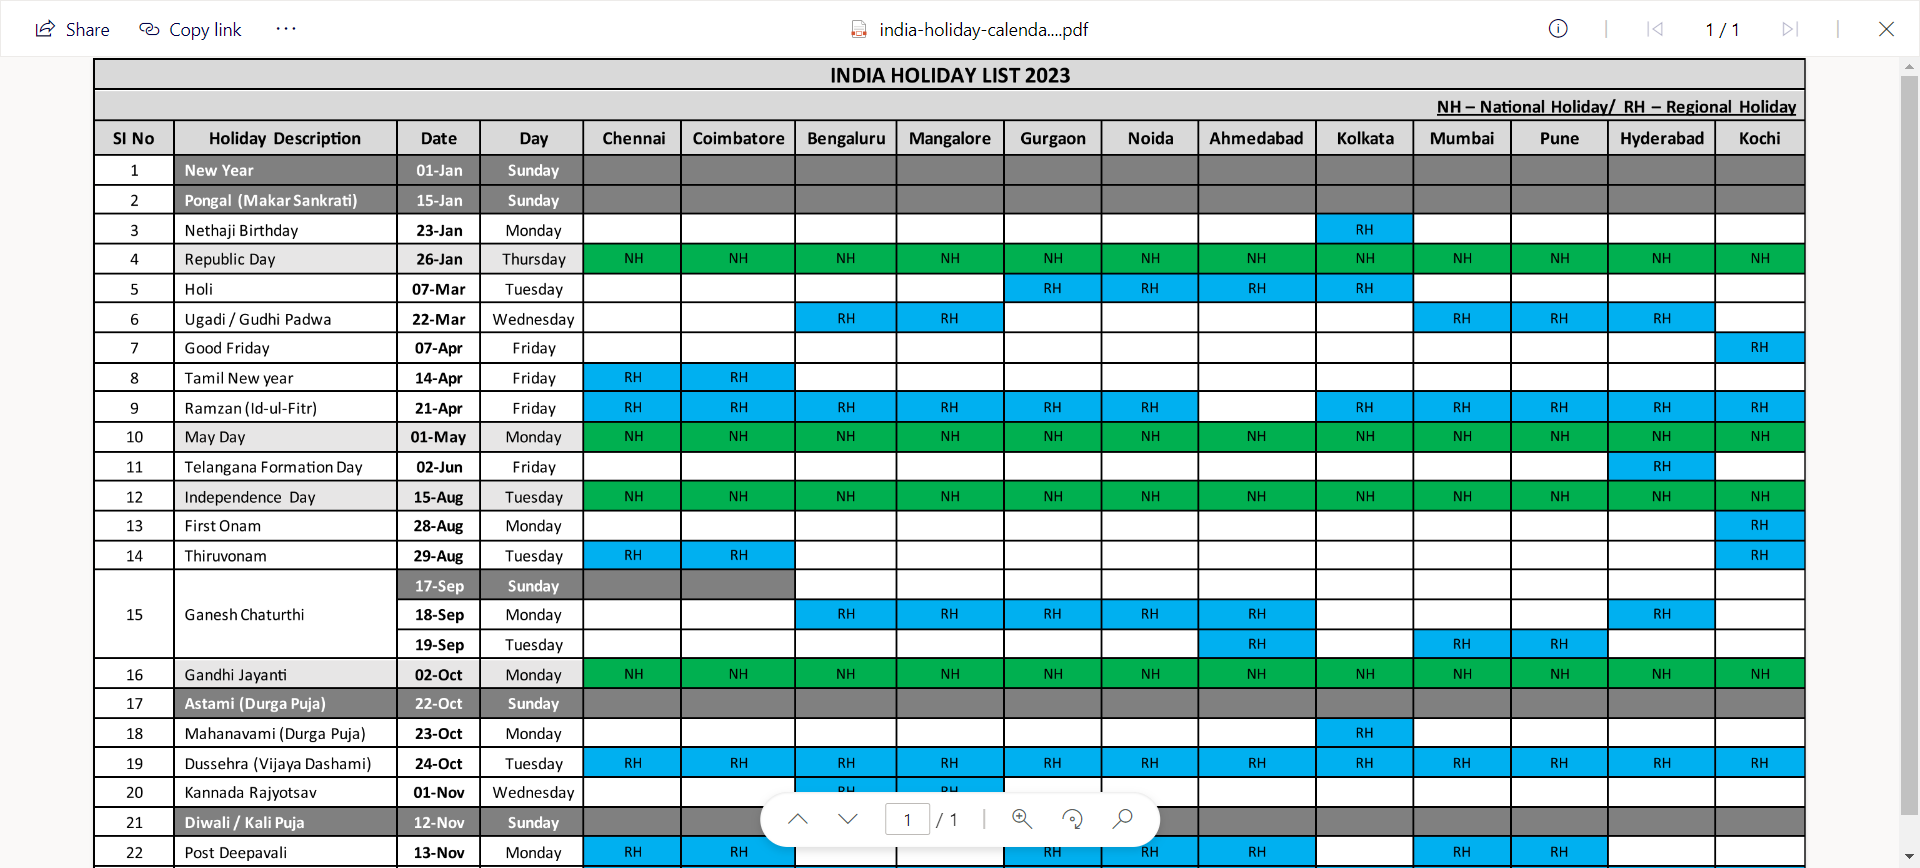 Share Copy link ... india-holiday-calenda....pdf 1 / 1
INDIA HOLIDAY LIST 2023
NH – National Holiday/ RH – Regional Holiday
SI No Holiday Description Date Day Chennai Coimbatore Bengaluru Mangalore Gurgaon Noida Ahmedabad Kolkata Mumbai Pune Hyderabad Kochi
1 New Year 01-Jan Sunday
2 Pongal (Makar Sankrati) 15-Jan Sunday
3 Nethaji Birthday 23-Jan Monday RH
4 Republic Day 26-Jan Thursday NH NH NH NH NH NH NH NH NH NH NH NH
5 Holi 07-Mar Tuesday RH RH RH RH
6 Ugadi / Gudhi Padwa 22-Mar Wednesday RH RH RH RH RH
7 Good Friday 07-Apr Friday RH
8 Tamil New year 14-Apr Friday RH RH
9 Ramzan (Id-ul-Fitr) 21-Apr Friday RH RH RH RH RH RH RH RH RH RH RH
10 May Day 01-May Monday NH NH NH NH NH NH NH NH NH NH NH NH
11 Telangana Formation Day 02-Jun Friday RH
12 Independence Day 15-Aug Tuesday NH NH NH NH NH NH NH NH NH NH NH NH
13 First Onam 28-Aug Monday RH
14 Thiruvonam 29-Aug Tuesday RH RH RH
17-Sep Sunday
15 Ganesh Chaturthi 18-Sep Monday RH RH RH RH RH RH
19-Sep Tuesday RH RH RH
16 Gandhi Jayanti 02-Oct Monday NH NH NH NH NH NH NH NH NH NH NH NH
17 Astami (Durga Puja) 22-Oct Sunday
18 Mahanavami (Durga Puja) 23-Oct Monday RH
19 Dussehra (Vijaya Dashami) 24-Oct Tuesday RH RH RH RH RH RH RH RH RH RH RH RH
20 Kannada Rajyotsav 01-Nov Wednesday RH RH
21 Diwali / Kali Puja 12-Nov Sunday
1 / 1
22 Post Deepavali 13-Nov Monday RH RH RH RH RH RH RH